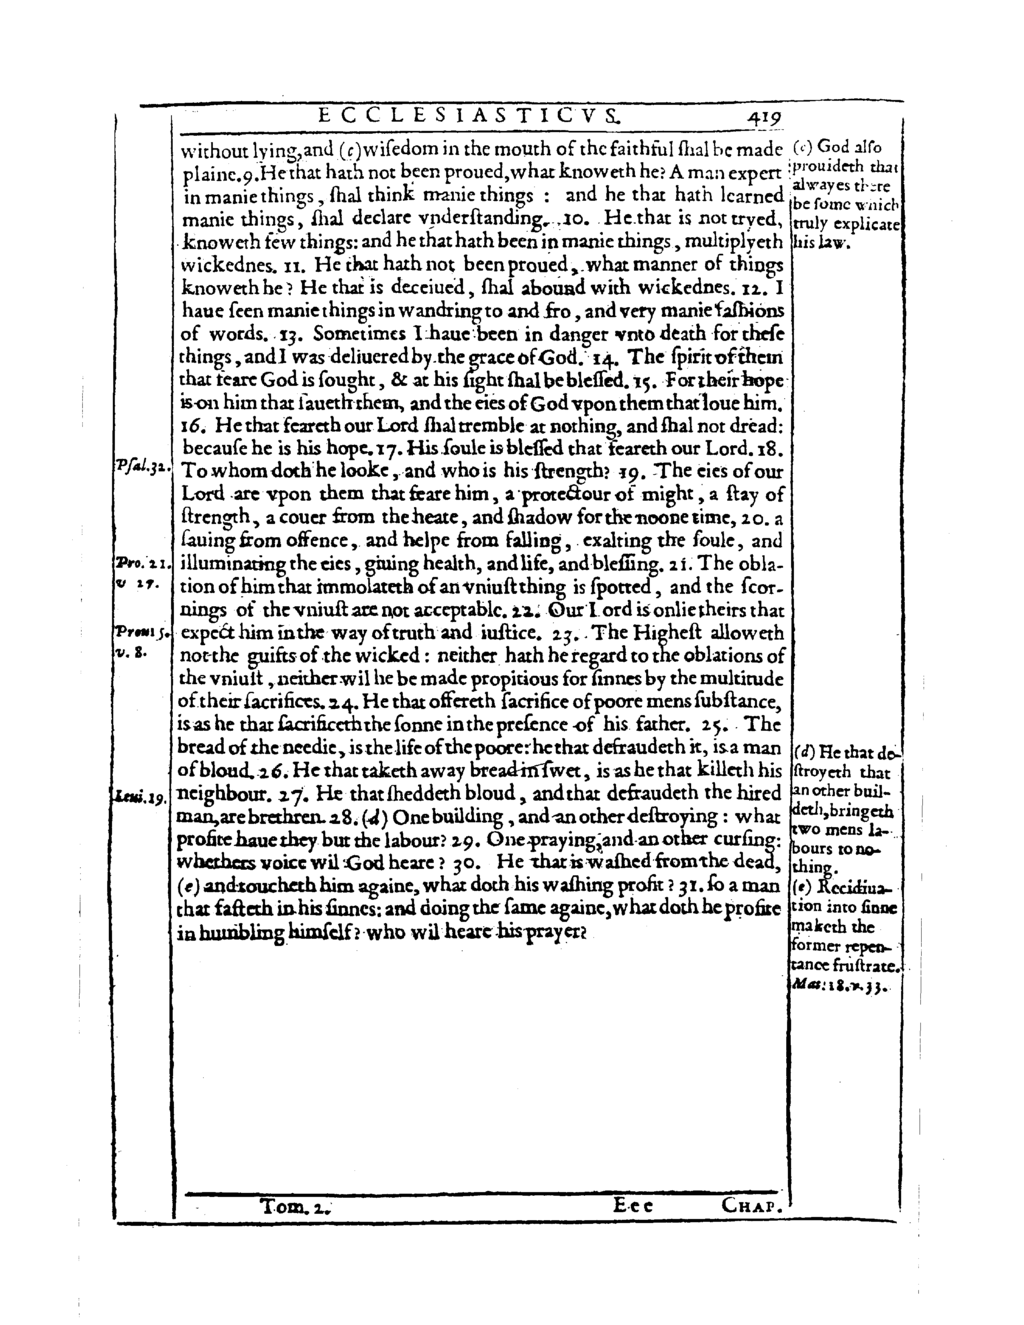 ECCLESIASTICVS. 419
without lying, and (c) wiſedom in the mouth of the faithful ſhal be made
plaine. 9. He that hath not been proued, what knoweth he? A man expert
in manie things, ſhal think manie things : and he that hath learned
manie things, ſhal declare vnderſtanding. 10. He that is not tryed,
knoweth few things: and he that hath been in manie things, multiplyeth
wickednes. 11. He that hath not been proued, what manner of things
knoweth he? He that is deceiued, ſhal abound with wickednes. 12. I
haue ſeen manie things in wandring to and fro, and very manie faſhions
of words. 13. Sometimes I haue been in danger vnto death for theſe
things, and I was deliuered by the grace of God. 14. The ſpirit of them
that feare God is ſought, & at his ſight ſhal be bleſſed. 15. For their hope
is on him that ſaueth them, and the eies of God vpon them that loue him.
16. He that feareth our Lord ſhal tremble at nothing, and ſhal not dread:
becauſe he is his hope. 17. His ſoule is bleſſed that feareth our Lord. 18.
To whom doth he looke, and who is his ſtrength? 19. The eies of our
Lord are vpon them that feare him, a protectour of might, a ſtay of
ſtrength, a couer from the heate, and ſhadow for the noone time, 20. a
ſauing from offence, and helpe from falling, exalting the ſoule, and
illuminating the eies, giuing health, and life, and bleſſing. 21. The obla-
tion of him that immolateth of an vniuſt thing is ſpotted, and the ſcor-
nings of the vniuſt are not acceptable. 22. Our Lord is onlie theirs that
expect him in the way of truth and iuſtice. 23. The Higheſt alloweth
not the guifts of the wicked : neither hath he regard to the oblations of
the vniuſt, neither wil he be made propitious for ſinnes by the multitude
of their ſacrifices. 24. He that offereth ſacrifice of poore mens ſubſtance,
is as he that ſacrificeth the ſonne in the preſence of his father. 25. The
bread of the needie, is the life of the poore: he that defraudeth it, is a man
of bloud. 26. He that taketh away bread in ſwet, is as he that killeth his
neighbour. 27. He that ſheddeth bloud, and that defraudeth the hired
man, are brethren. 28. (d) One building, and an other deſtroying : what
profite haue they but the labour? 29. One praying, and an other curſing:
whethers voice wil God heare? 30. He that is waſhed from the dead,
(e) and toucheth him againe, what doth his waſhing profit? 31. ſo a man
that faſteth in his ſinnes: and doing the ſame againe, what doth he profite
in humbling himſelf? who wil heare his prayer?
(c) God alſo
prouideth that
alwayes there
be ſome which
truly explicate
his law.
Pſal.32.
Pro. 21.
v 27.
Prou15.
v. 8.
Leui.19.
(d) He that de-
ſtroyeth that
an other buil-
deth, bringeth
two mens la-
bours to no-
thing.
(e) Recidiua-
tion into ſinne
maketh the
former repen-
tance fruſtrate.
Mat: 18. v. 33.
Tom. 2. Eee CHAP.